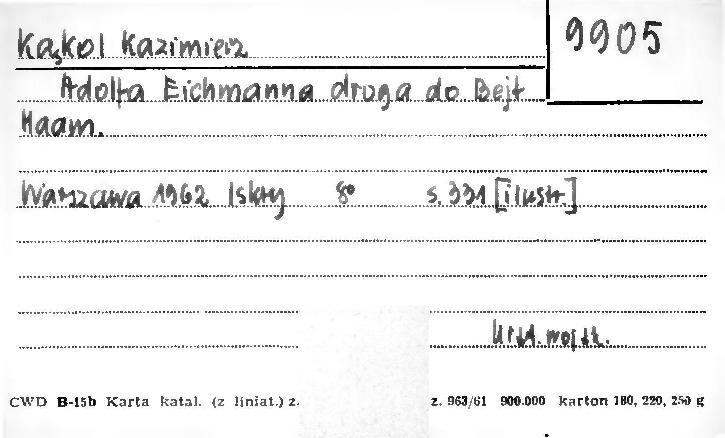 Kąkol Kazimierz
9905
Adolfa Eichmanna druga do Bejt
Haam.
Warszawa 1962 Iskry 8° s. 331 [ilustr.]
CWD B-15b Karta katal. (z liniat.) z. z. 963/61 900.000 karton 180, 220, 250 g